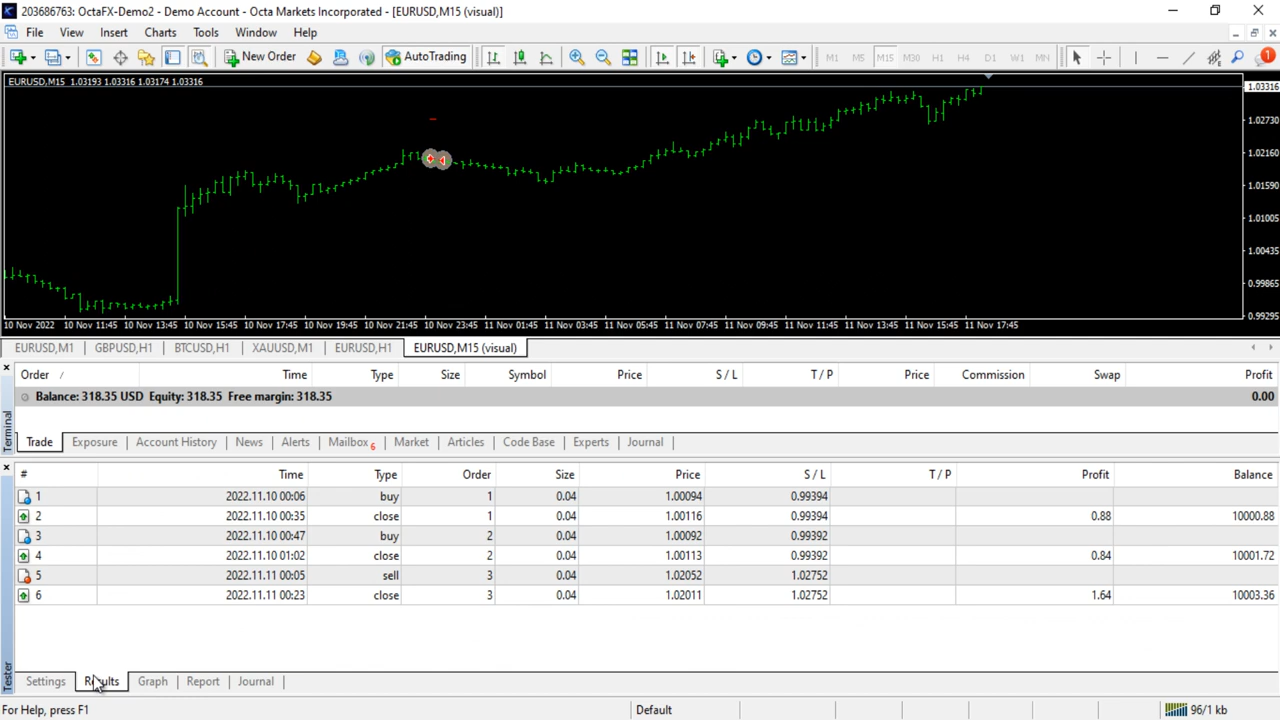 203686763: OctaFX-Demo2 - Demo Account - Octa Markets Incorporated - [EURUSD,M15 (visual)]
File View Insert Charts Tools Window Help
New Order AutoTrading M1 M5 M15 M30 H1 H4 D1 W1 MN 1
EURUSD,M15 1.03193 1.03316 1.03174 1.03316
1.03316
1.02730
1.02160
1.01590
1.01005
1.00435
0.99865
0.99295
10 Nov 2022 10 Nov 11:45 10 Nov 13:45 10 Nov 15:45 10 Nov 17:45 10 Nov 19:45 10 Nov 21:45 10 Nov 23:45 11 Nov 01:45 11 Nov 03:45 11 Nov 05:45 11 Nov 07:45 11 Nov 09:45 11 Nov 11:45 11 Nov 13:45 11 Nov 15:45 11 Nov 17:45
EURUSD,M1 GBPUSD,H1 BTCUSD,H1 XAUUSD,M1 EURUSD,H1 EURUSD,M15 (visual)
Order / Time Type Size Symbol Price S / L T / P Price Commission Swap Profit
Balance: 318.35 USD Equity: 318.35 Free margin: 318.35 0.00
Terminal
Trade Exposure Account History News Alerts Mailbox 6 Market Articles Code Base Experts Journal
# Time Type Order Size Price S / L T / P Profit Balance
1 2022.11.10 00:06 buy 1 0.04 1.00094 0.99394
2 2022.11.10 00:35 close 1 0.04 1.00116 0.99394 0.88 10000.88
3 2022.11.10 00:47 buy 2 0.04 1.00092 0.99392
4 2022.11.10 01:02 close 2 0.04 1.00113 0.99392 0.84 10001.72
5 2022.11.11 00:05 sell 3 0.04 1.02052 1.02752
6 2022.11.11 00:23 close 3 0.04 1.02011 1.02752 1.64 10003.36
Tester
Settings Results Graph Report Journal
For Help, press F1 Default 96/1 kb